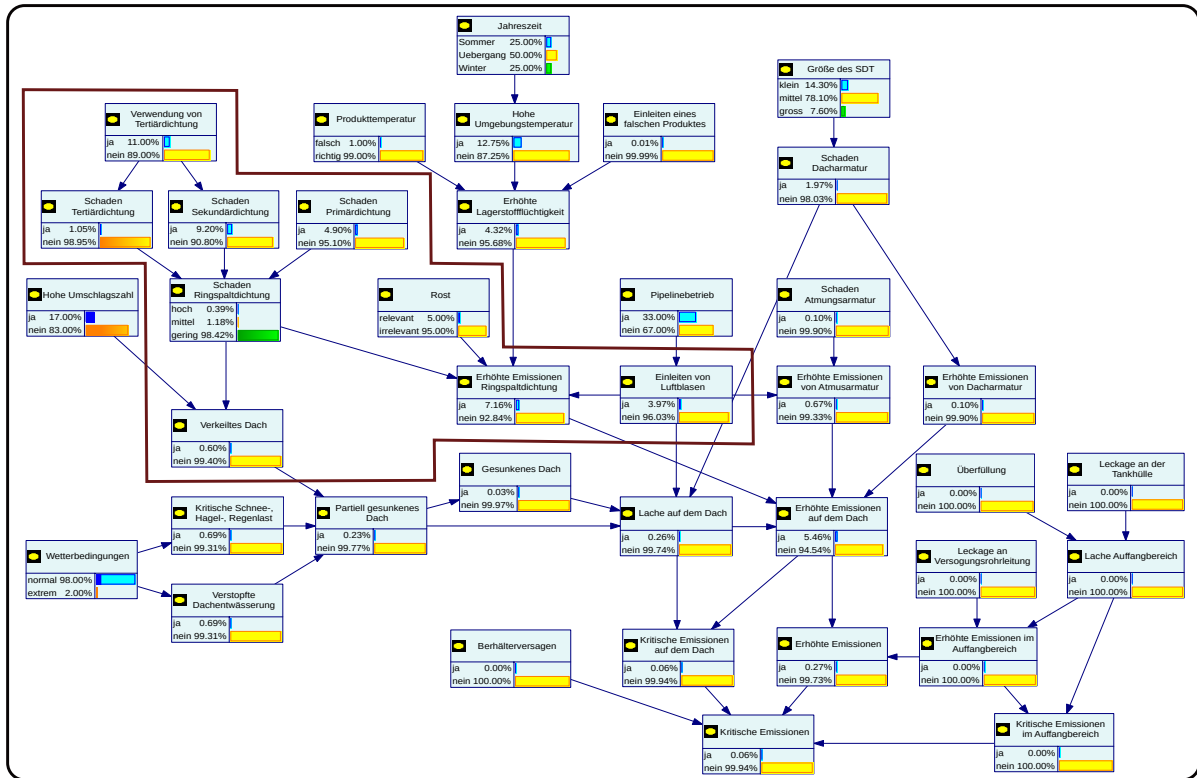 Jahreszeit
Sommer 25.00%
Uebergang 50.00%
Winter 25.00%
Größe des SDT
klein 14.30%
mittel 78.10%
gross 7.60%
Verwendung von
Tertiärdichtung
ja 11.00%
nein 89.00%
Produkttemperatur
falsch 1.00%
richtig 99.00%
Hohe
Umgebungstemperatur
ja 12.75%
nein 87.25%
Einleiten eines
falschen Produktes
ja 0.01%
nein 99.99%
Schaden
Dacharmatur
ja 1.97%
nein 98.03%
Schaden
Tertiärdichtung
ja 1.05%
nein 98.95%
Schaden
Sekundärdichtung
ja 9.20%
nein 90.80%
Schaden
Primärdichtung
ja 4.90%
nein 95.10%
Erhöhte
Lagerstoffflüchtigkeit
ja 4.32%
nein 95.68%
Hohe Umschlagszahl
ja 17.00%
nein 83.00%
Schaden
Ringspaltdichtung
hoch 0.39%
mittel 1.18%
gering 98.42%
Rost
relevant 5.00%
irrelevant 95.00%
Pipelinebetrieb
ja 33.00%
nein 67.00%
Schaden
Atmungsarmatur
ja 0.10%
nein 99.90%
Erhöhte Emissionen
Ringspaltdichtung
ja 7.16%
nein 92.84%
Einleiten von
Luftblasen
ja 3.97%
nein 96.03%
Erhöhte Emissionen
von Atmusarmatur
ja 0.67%
nein 99.33%
Erhöhte Emissionen
von Dacharmatur
ja 0.10%
nein 99.90%
Verkeiltes Dach
ja 0.60%
nein 99.40%
Gesunkenes Dach
ja 0.03%
nein 99.97%
Überfüllung
ja 0.00%
nein 100.00%
Leckage an der
Tankhülle
ja 0.00%
nein 100.00%
Kritische Schnee-,
Hagel-, Regenlast
ja 0.69%
nein 99.31%
Partiell gesunkenes
Dach
ja 0.23%
nein 99.77%
Lache auf dem Dach
ja 0.26%
nein 99.74%
Erhöhte Emissionen
auf dem Dach
ja 5.46%
nein 94.54%
Wetterbedingungen
normal 98.00%
extrem 2.00%
Leckage an
Versogungsrohrleitung
ja 0.00%
nein 100.00%
Lache Auffangbereich
ja 0.00%
nein 100.00%
Verstopfte
Dachentwässerung
ja 0.69%
nein 99.31%
Berhälterversagen
ja 0.00%
nein 100.00%
Kritische Emissionen
auf dem Dach
ja 0.06%
nein 99.94%
Erhöhte Emissionen
ja 0.27%
nein 99.73%
Erhöhte Emissionen im
Auffangbereich
ja 0.00%
nein 100.00%
Kritische Emissionen
ja 0.06%
nein 99.94%
Kritische Emissionen
im Auffangbereich
ja 0.00%
nein 100.00%